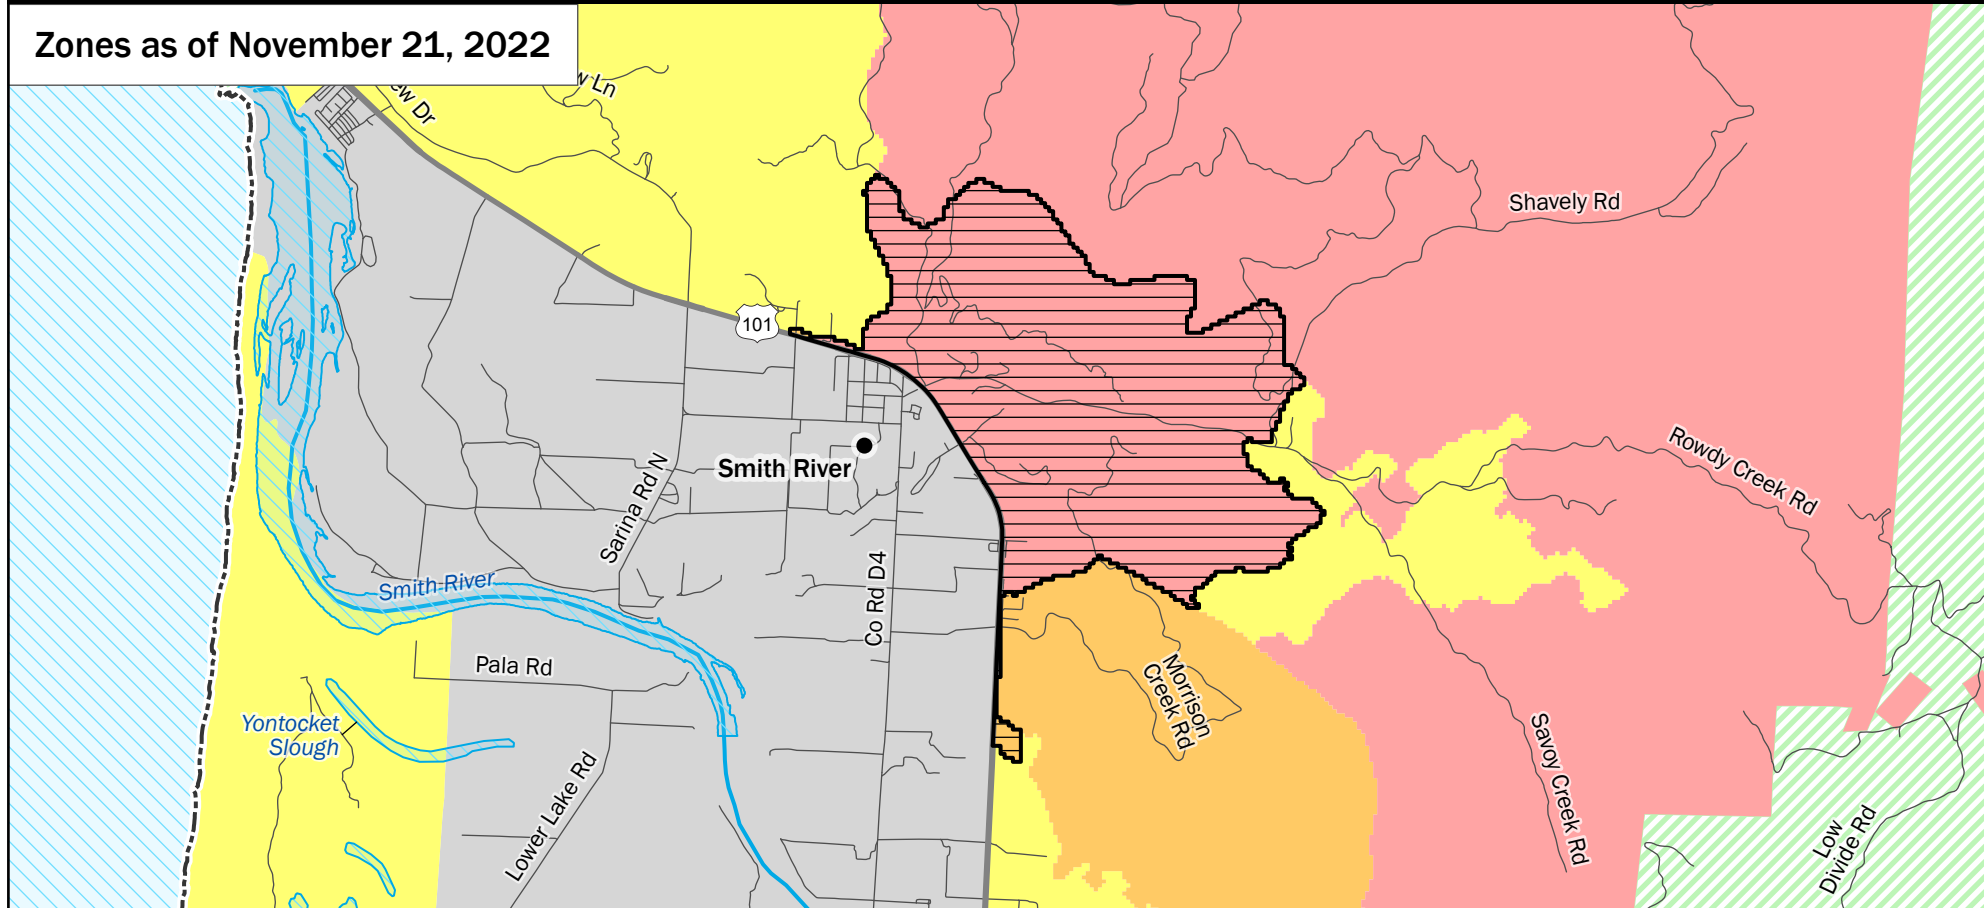 Zones as of November 21, 2022
ew Dr
w Ln
Shavely Rd
101
Rowdy Creek Rd
Smith River
Sarina Rd N
Co Rd D4
Smith River
Pala Rd
Morrison
Creek Rd
Yontocket
Slough
Savoy Creek Rd
Lower Lake Rd
Low
Divide Rd